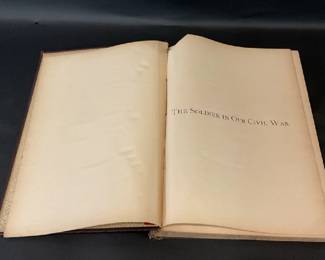 THE SOLDIER IN OUR CIVIL WAR.